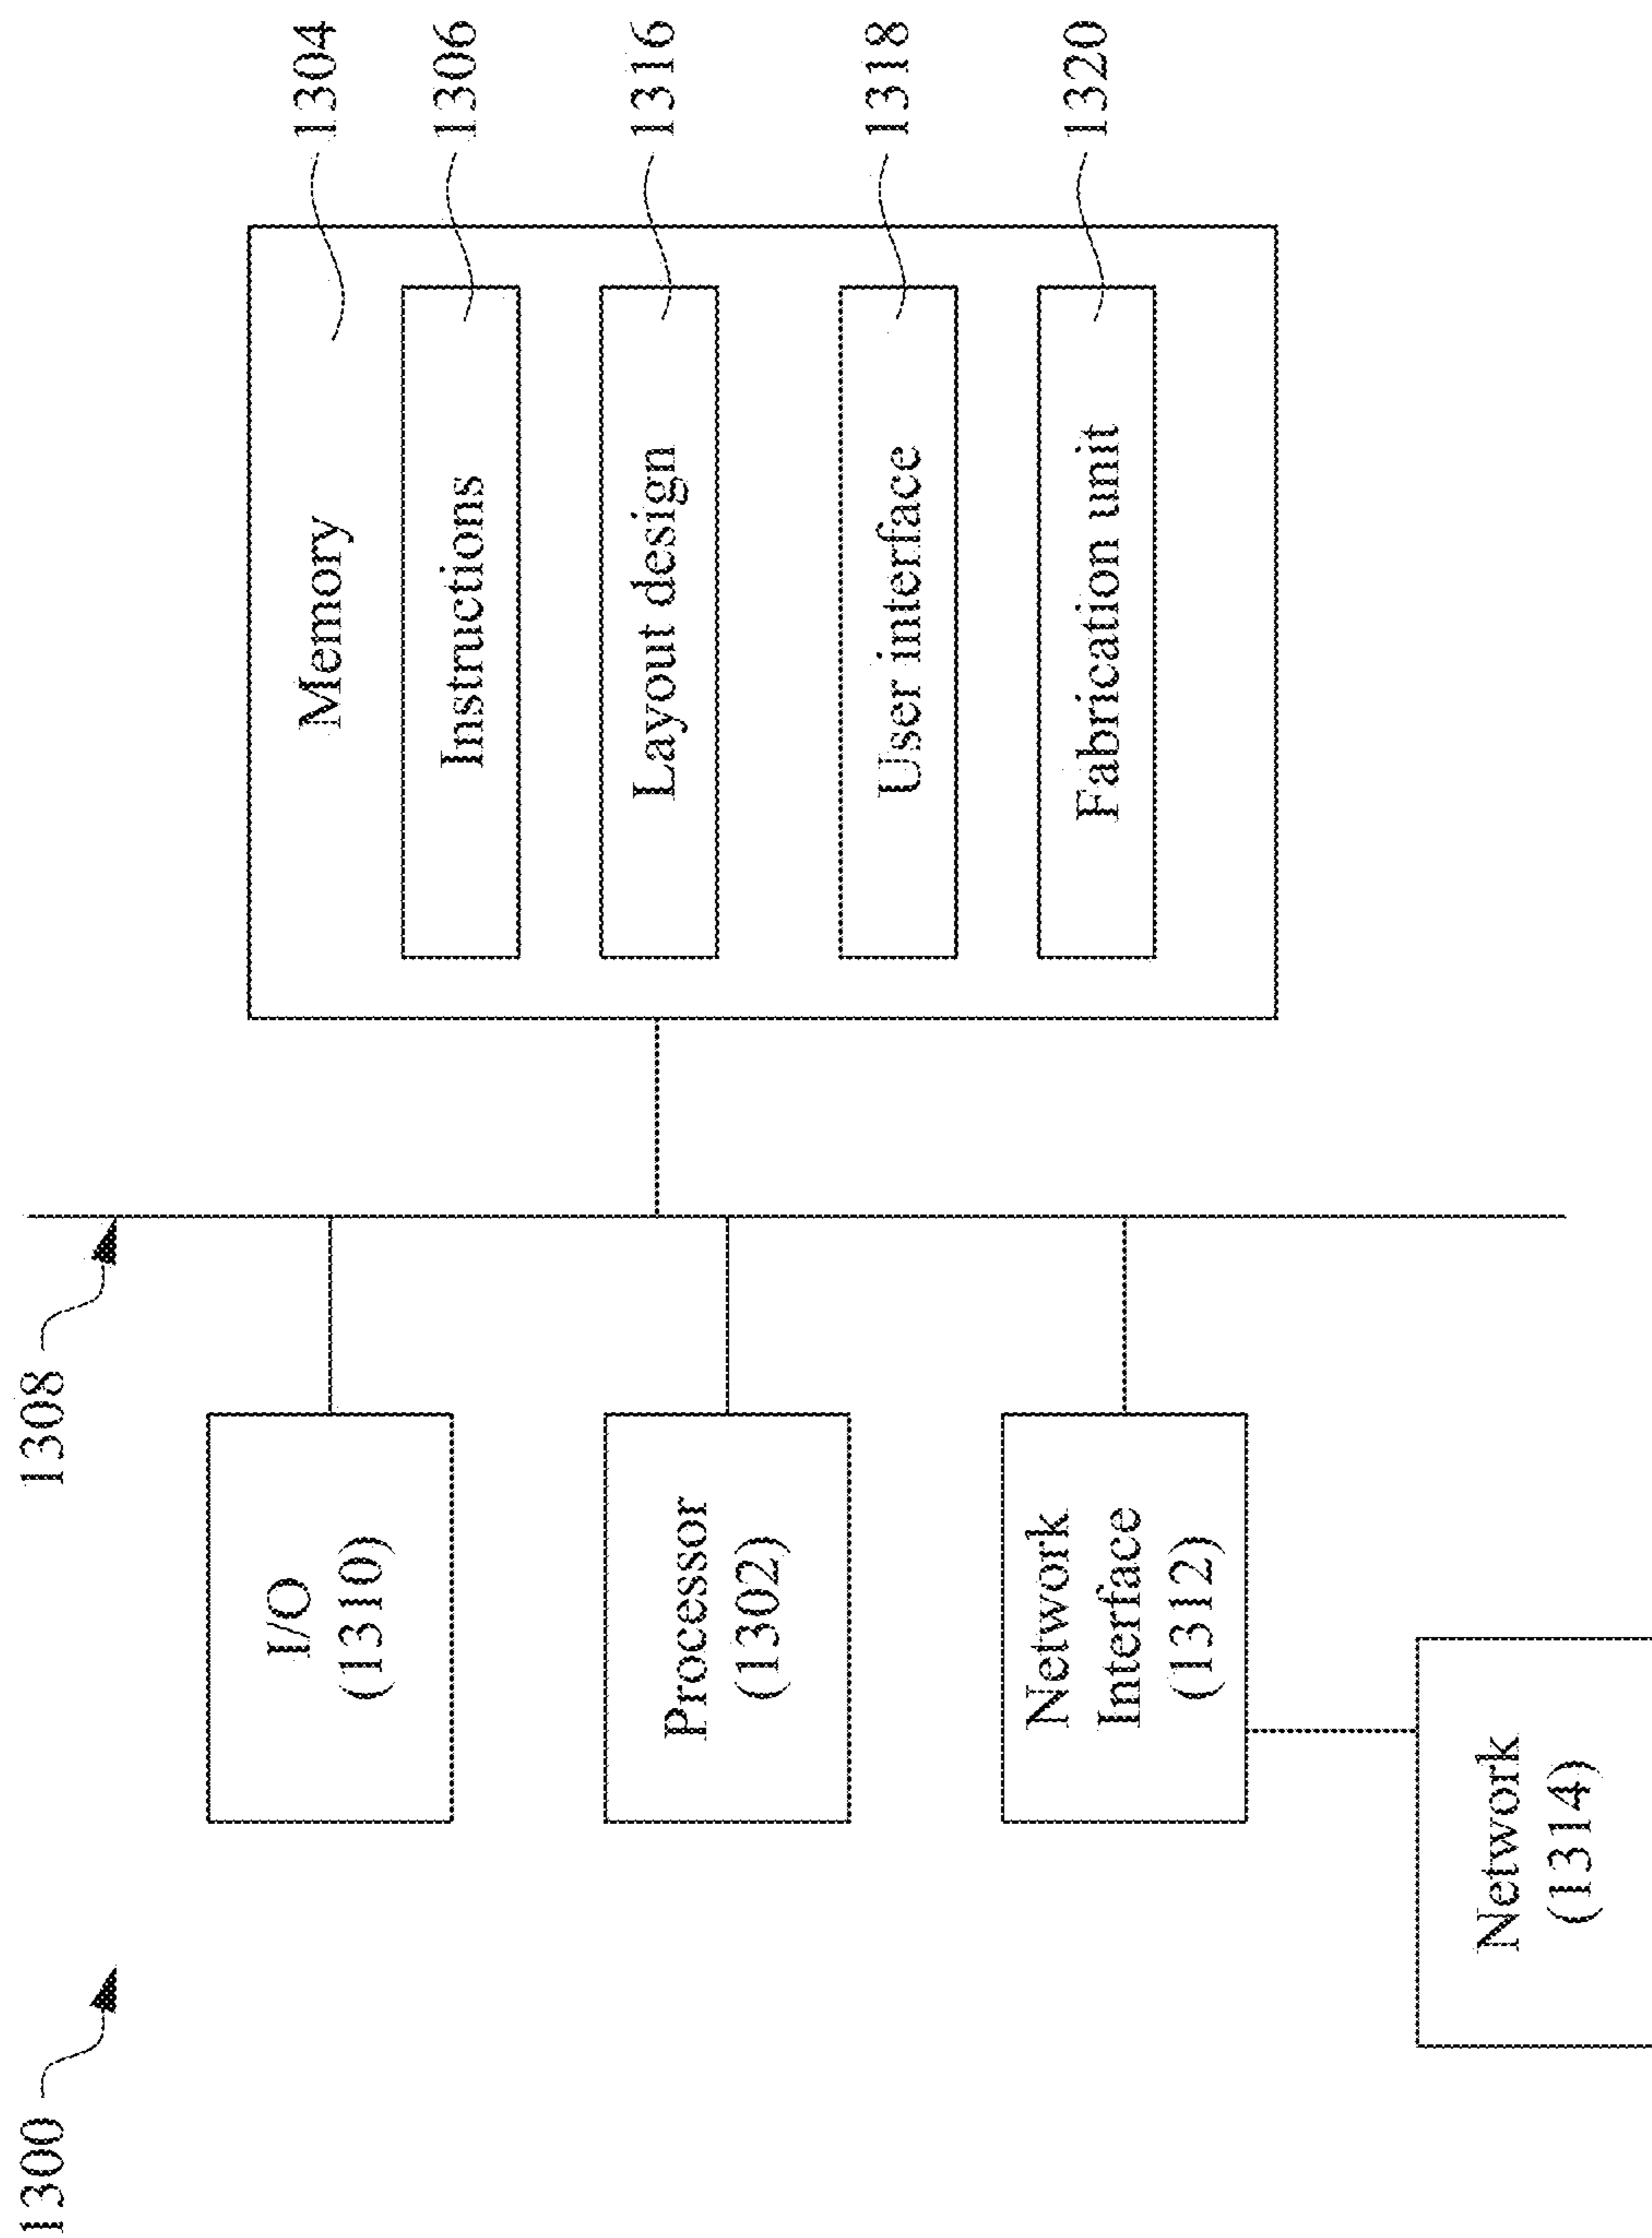 1300
1308
I/O
(1310)
Processor
(1302)
Network
Interface
(1312)
Network
(1314)
Memory
1304
Instructions
1306
Layout design
1316
User interface
1318
Fabrication unit
1320